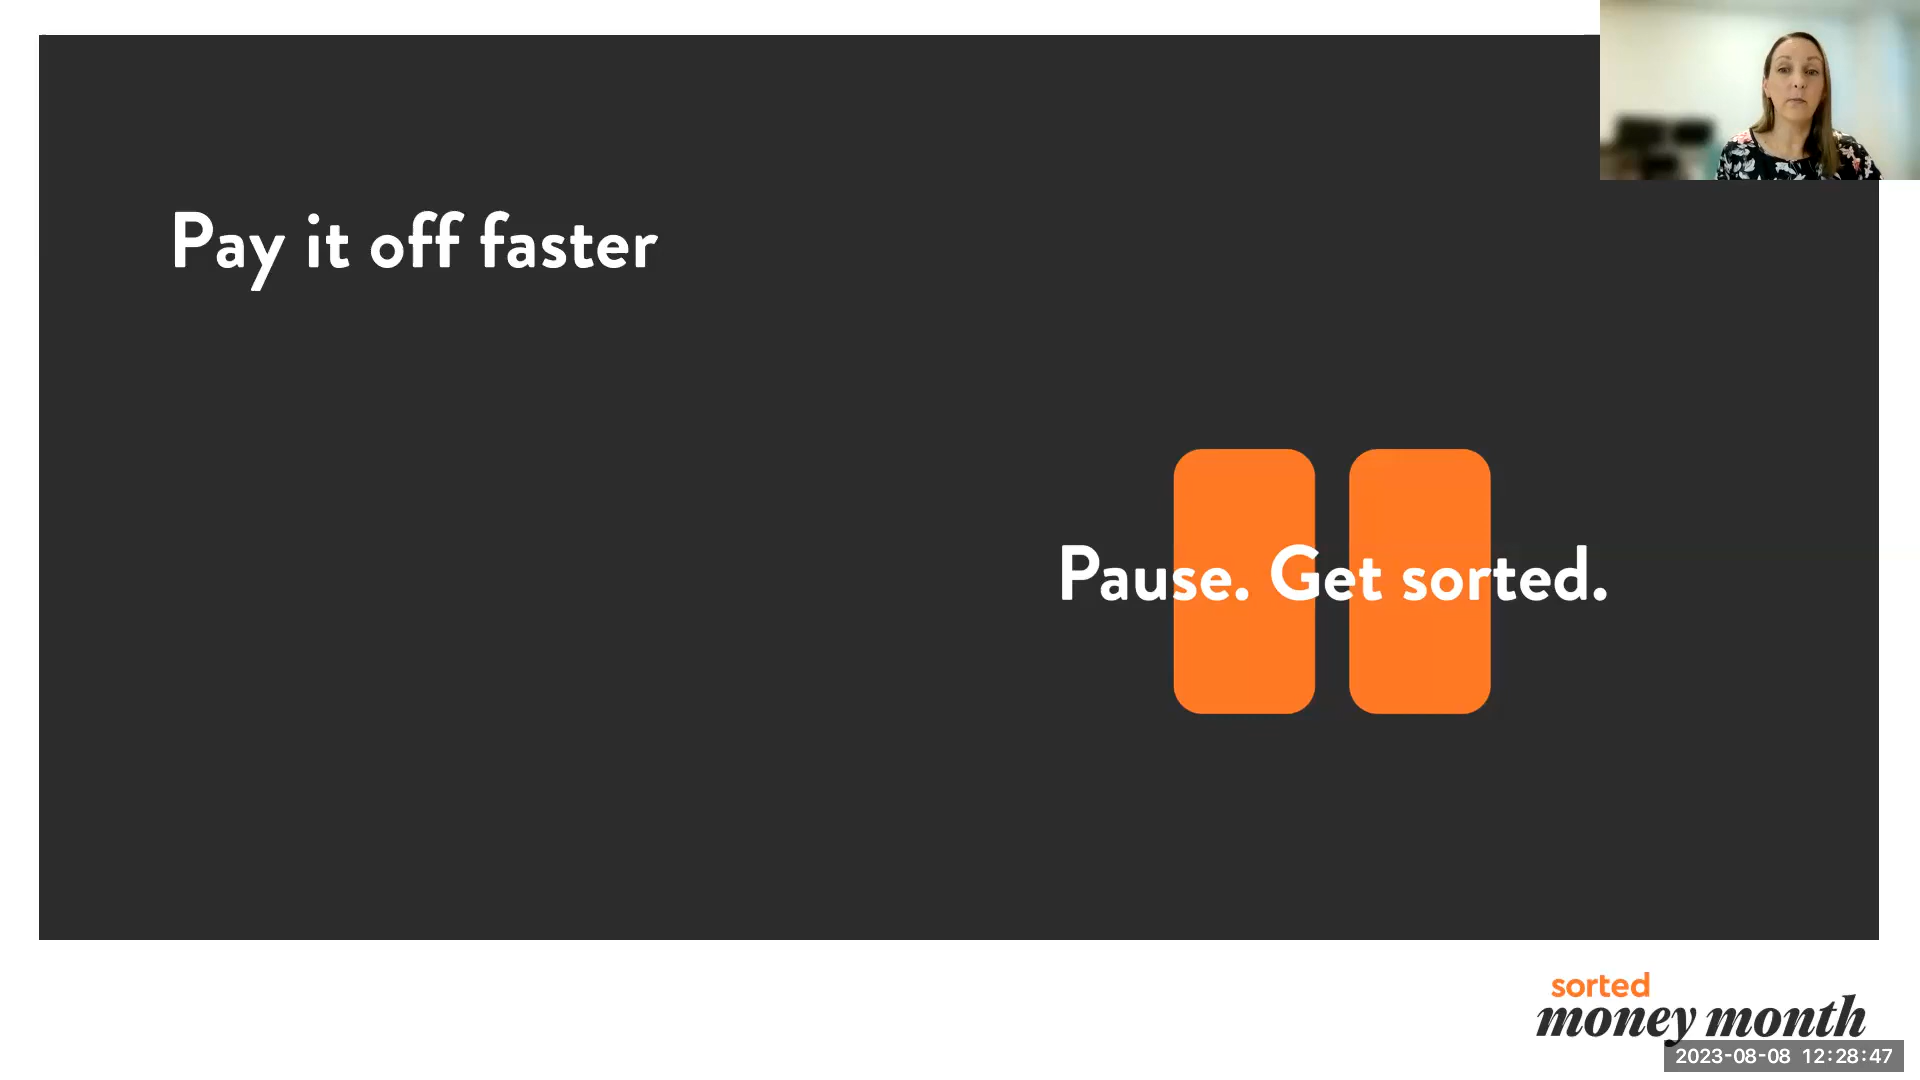 Pay it off faster
Pause. Get sorted.
sorted
money month
2023-08-08 12:28:47